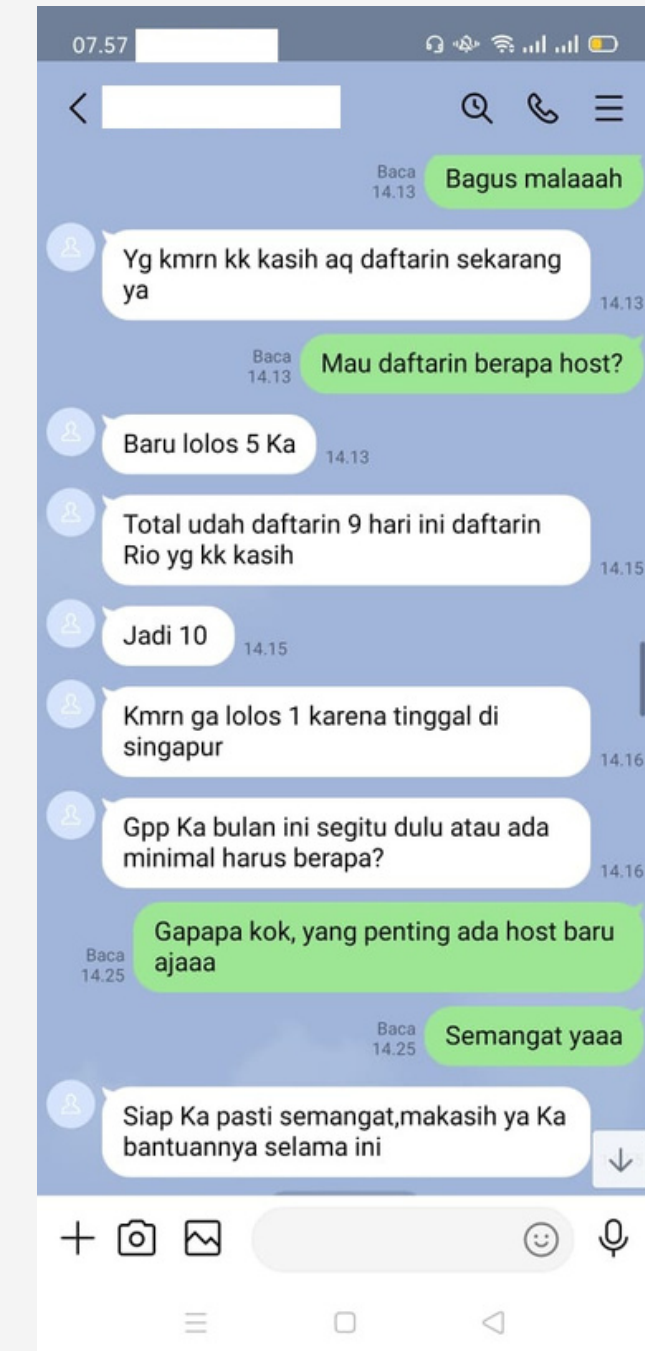 07.57
Baca
14.13
Bagus malaaah
Yg kmrn kk kasih aq daftarin sekarang
ya
14.13
Baca
14.13
Mau daftarin berapa host?
Baru lolos 5 Ka
14.13
Total udah daftarin 9 hari ini daftarin
Rio yg kk kasih
14.15
Jadi 10
14.15
Kmrn ga lolos 1 karena tinggal di
singapur
14.16
Gpp Ka bulan ini segitu dulu atau ada
minimal harus berapa?
14.16
Gapapa kok, yang penting ada host baru
ajaaa
Baca
14.25
Baca
14.25
Semangat yaaa
Siap Ka pasti semangat,makasih ya Ka
bantuannya selama ini